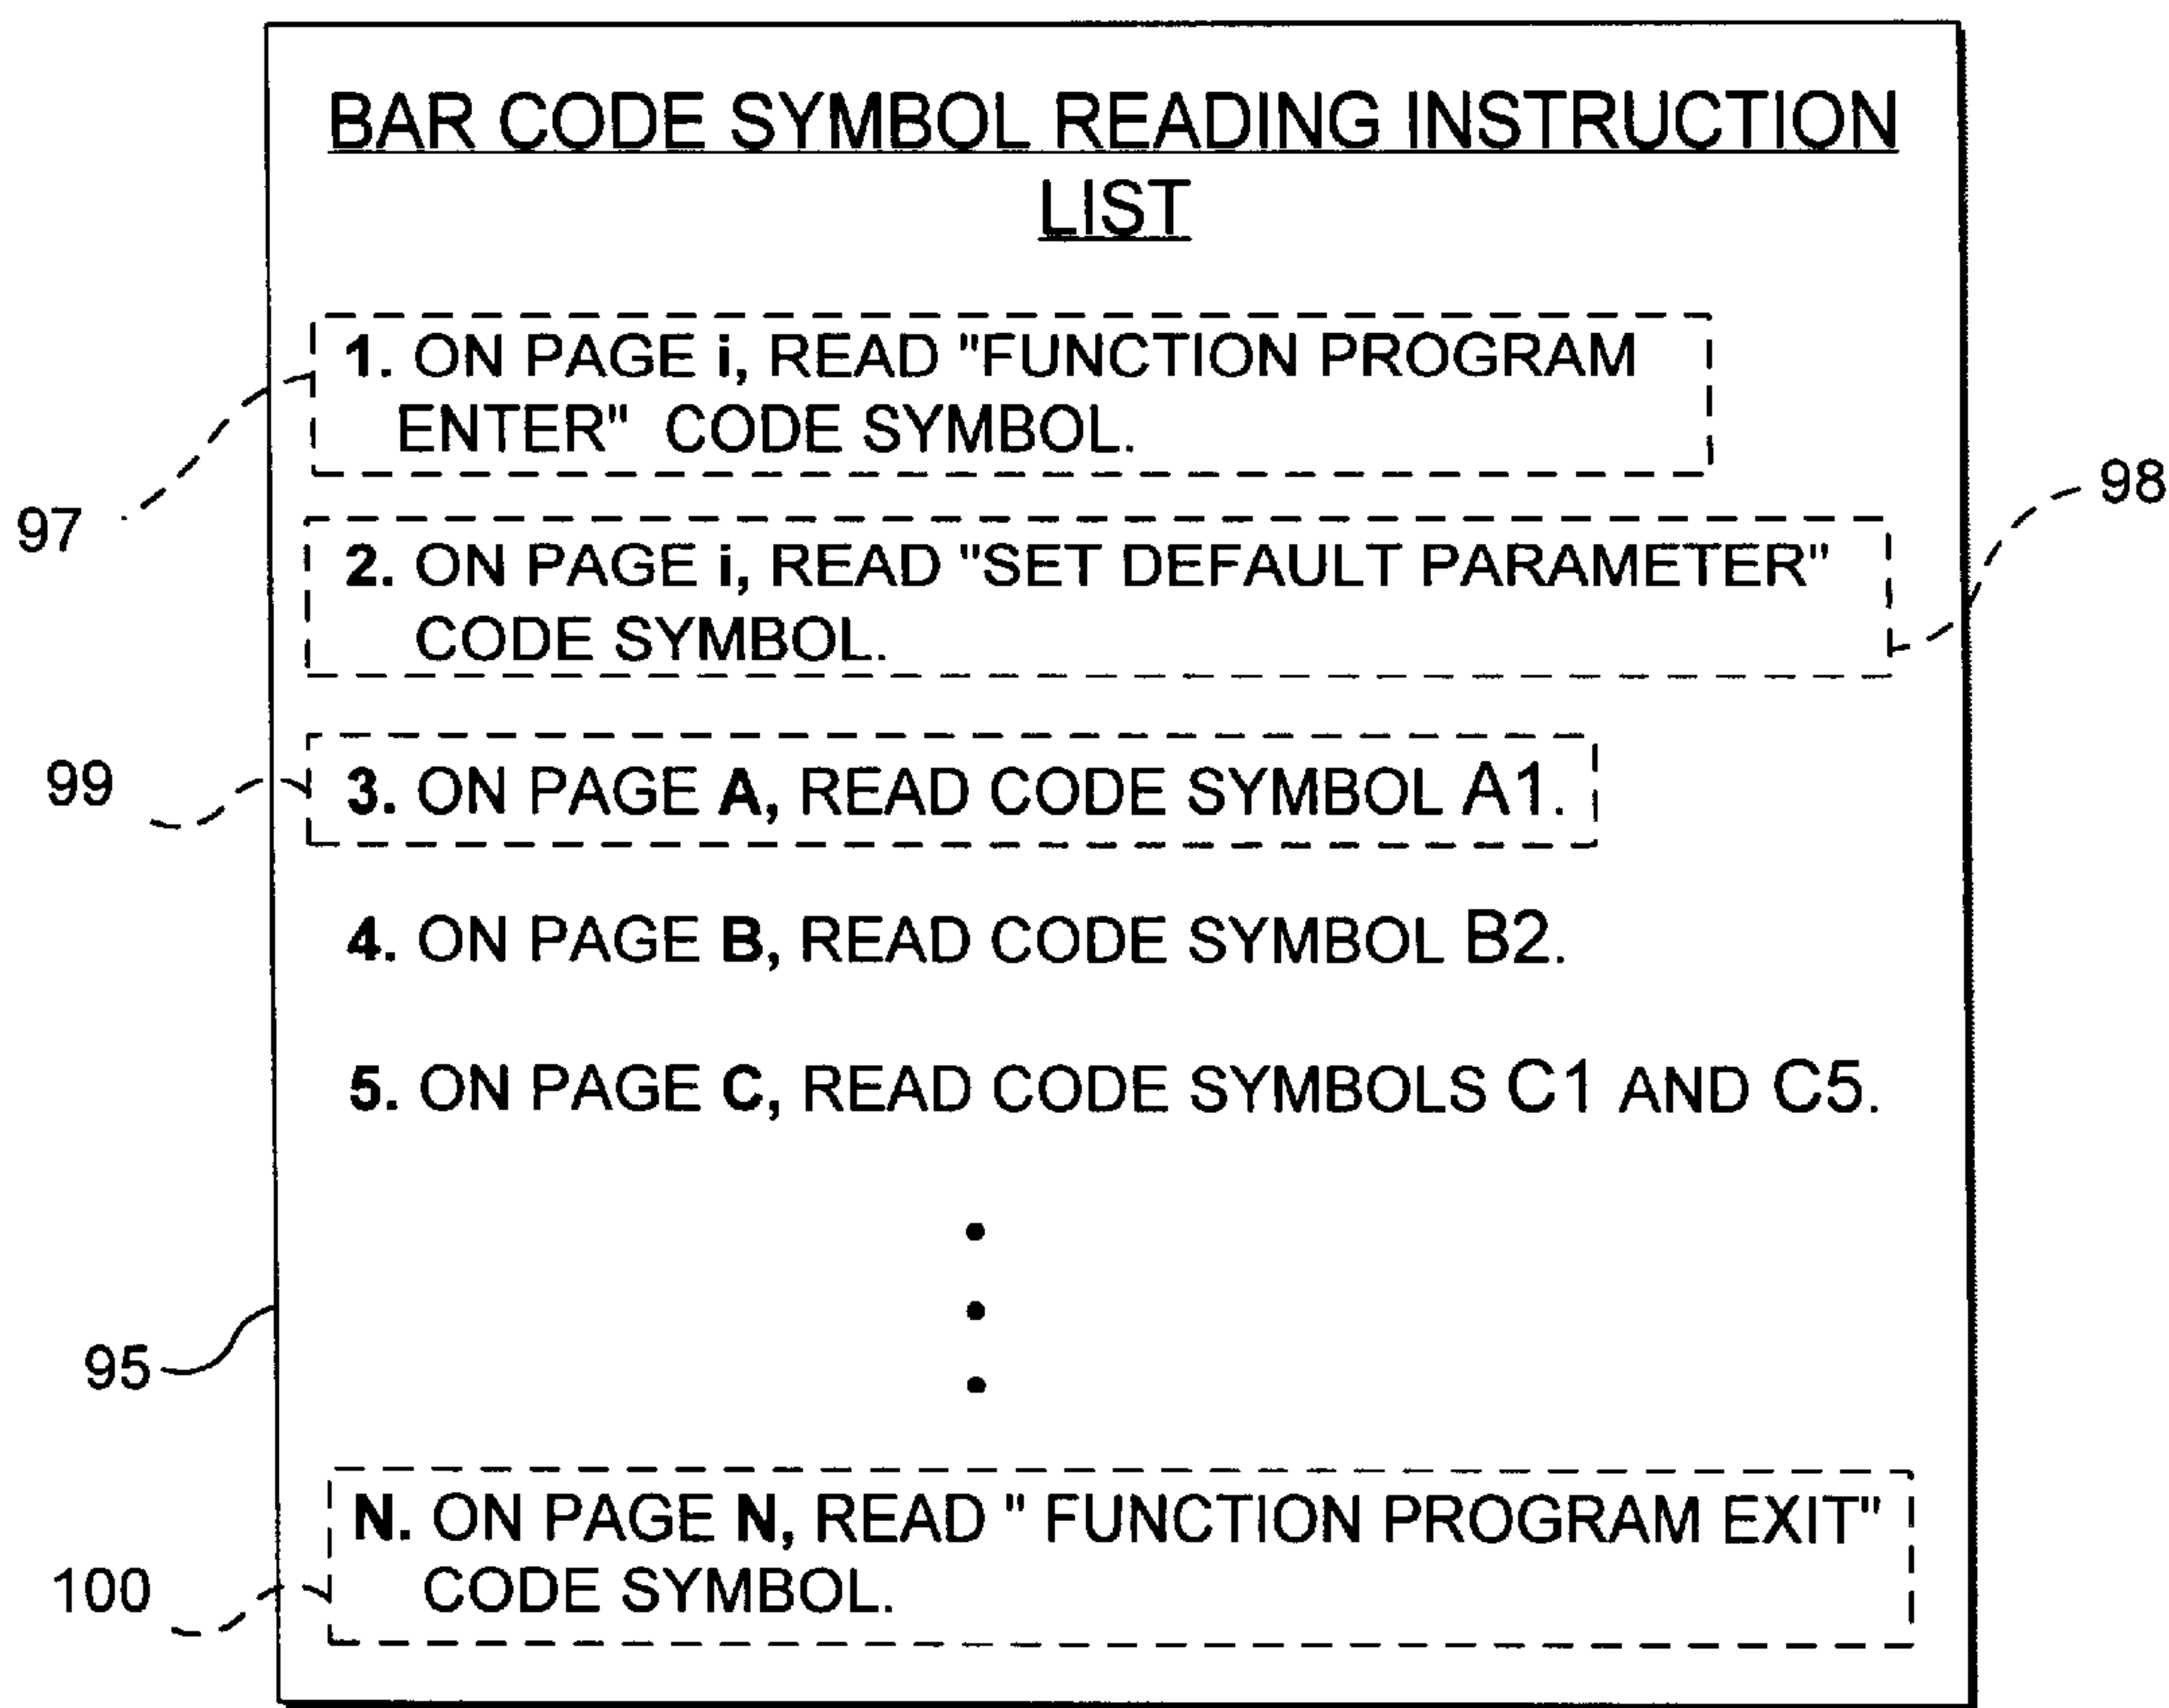 BAR CODE SYMBOL READING INSTRUCTION
LIST
1. ON PAGE i, READ "FUNCTION PROGRAM
ENTER" CODE SYMBOL.
97
98
2. ON PAGE i, READ "SET DEFAULT PARAMETER"
CODE SYMBOL.
99
3. ON PAGE A, READ CODE SYMBOL A1.
4. ON PAGE B, READ CODE SYMBOL B2.
5. ON PAGE C, READ CODE SYMBOLS C1 AND C5.
95
N. ON PAGE N, READ " FUNCTION PROGRAM EXIT"
CODE SYMBOL.
100